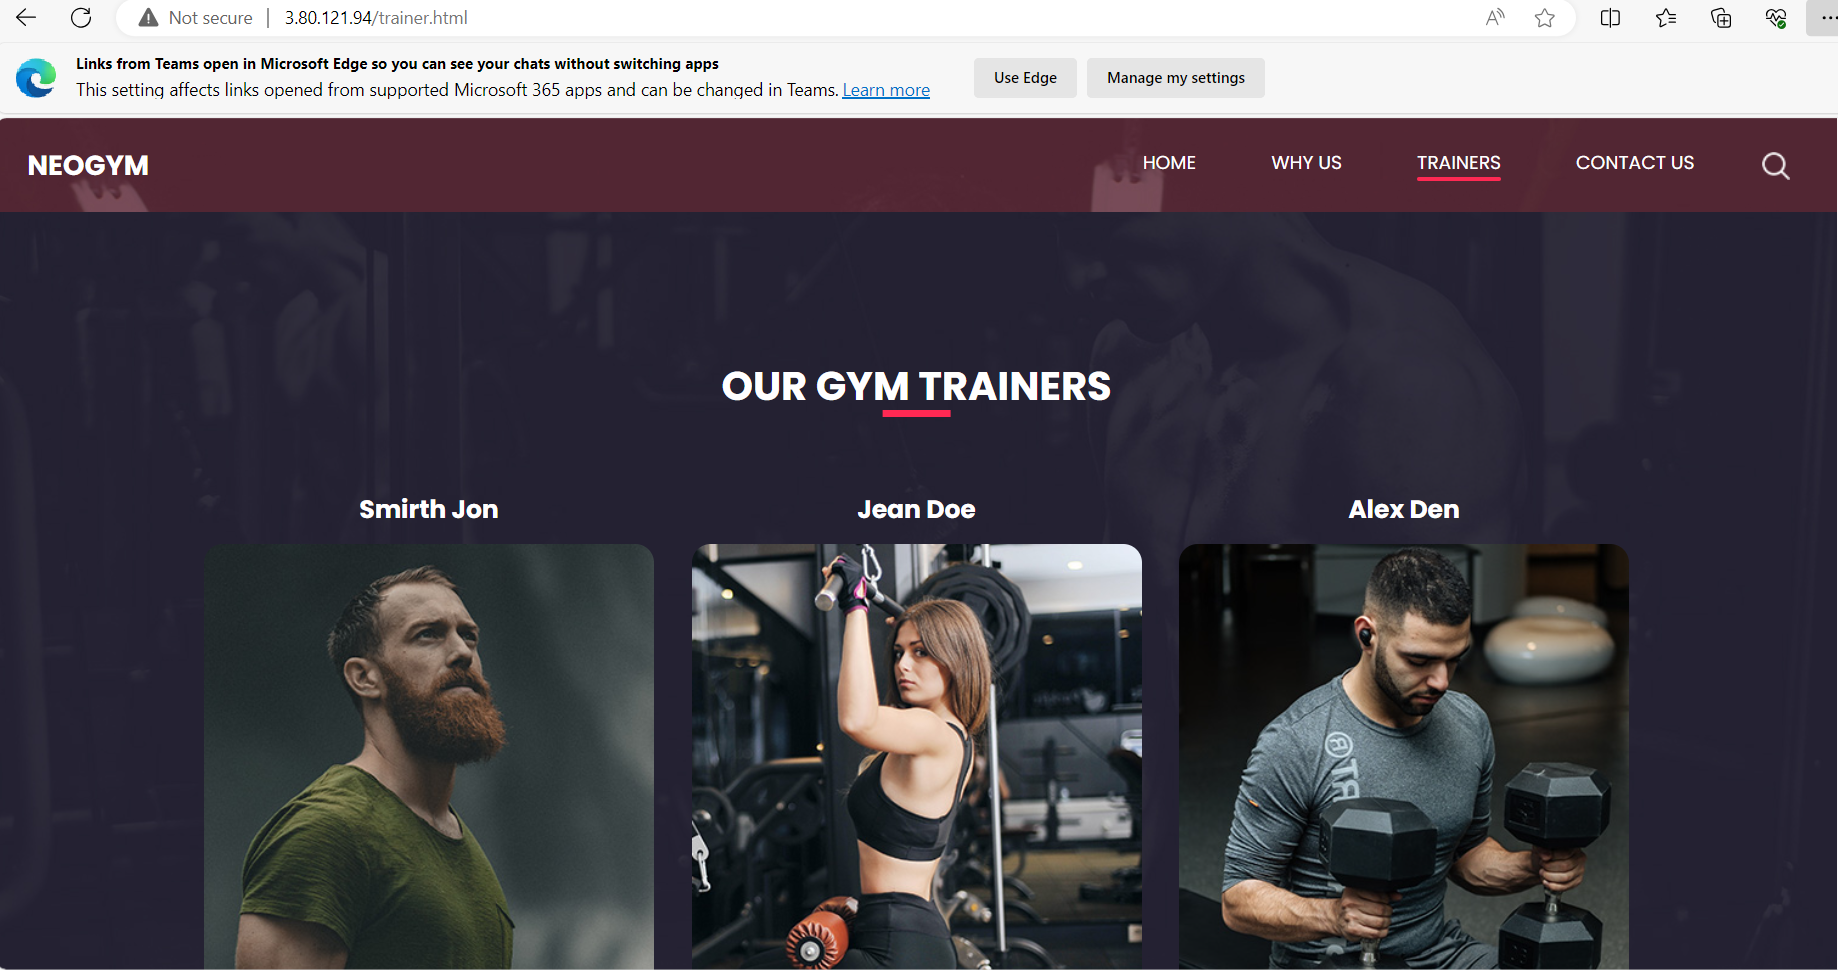 Not secure | 3.80.121.94/trainer.html
Links from Teams open in Microsoft Edge so you can see your chats without switching apps
This setting affects links opened from supported Microsoft 365 apps and can be changed in Teams. Learn more
Use Edge
Manage my settings
NEOGYM
HOME
WHY US
TRAINERS
CONTACT US
OUR GYM TRAINERS
Smirth Jon
Jean Doe
Alex Den